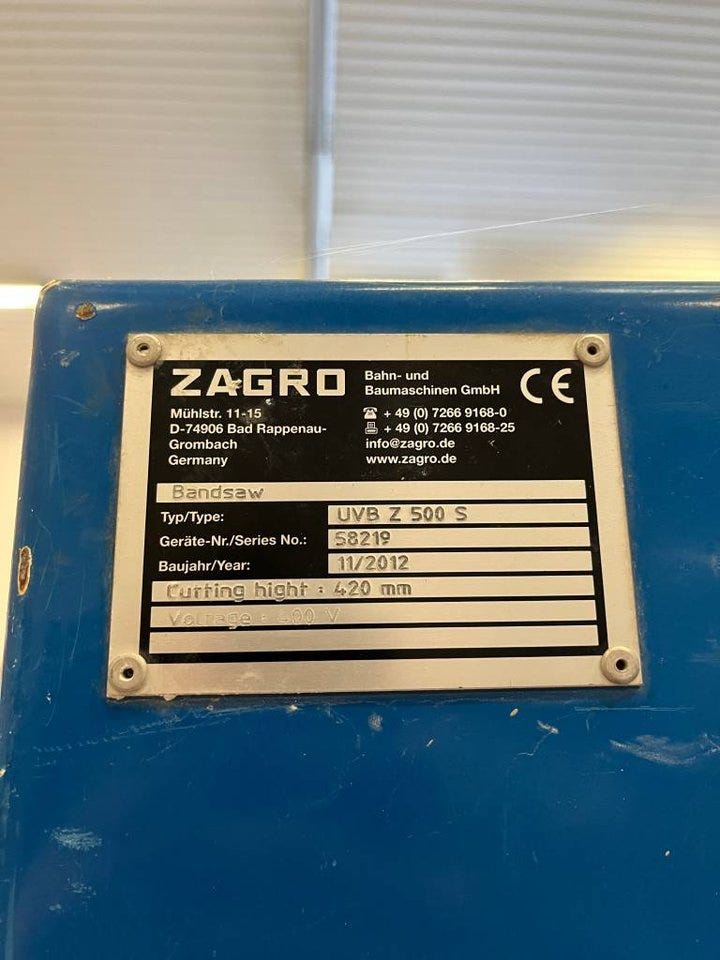 ZAGRO
Bahn- und
Baumaschinen GmbH
CE
Mühlstr. 11-15
D-74906 Bad Rappenau-
Grombach
Germany
☎ + 49 (0) 7266 9168-0
+ 49 (0) 7266 9168-25
info@zagro.de
www.zagro.de
Bandsaw
Typ/Type: UVB Z 500 S
Geräte-Nr./Series No.: 58219
Baujahr/Year: 11/2012
Cutting hight : 420 mm
Voltage : 400 V